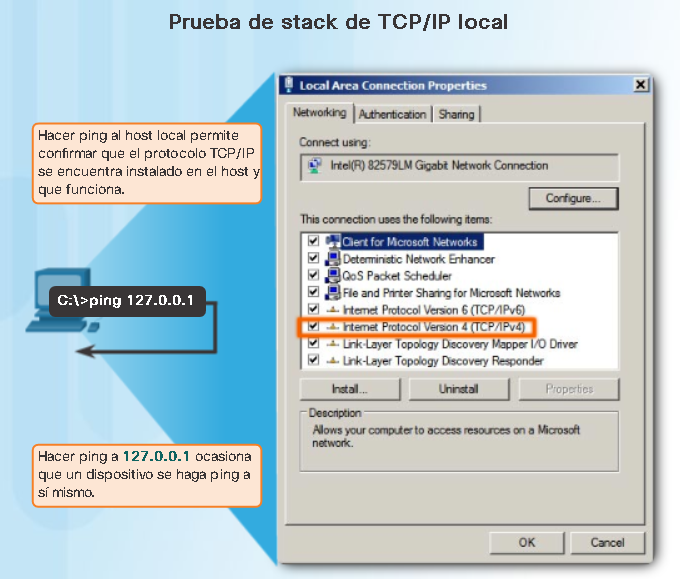 Prueba de stack de TCP/IP local
Hacer ping al host local permite
confirmar que el protocolo TCP/IP
se encuentra instalado en el host y
que funciona.
C:\>ping 127.0.0.1
Hacer ping a 127.0.0.1 ocasiona
que un dispositivo se haga ping a
sí mismo.
Local Area Connection Properties
Networking Authentication Sharing
Connect using:
Intel(R) 82579LM Gigabit Network Connection
Configure...
This connection uses the following items:
Client for Microsoft Networks
Deterministic Network Enhancer
QoS Packet Scheduler
File and Printer Sharing for Microsoft Networks
Internet Protocol Version 6 (TCP/IPv6)
Internet Protocol Version 4 (TCP/IPv4)
Link-Layer Topology Discovery Mapper I/O Driver
Link-Layer Topology Discovery Responder
Install... Uninstall Properties
Description
Allows your computer to access resources on a Microsoft
network.
OK Cancel